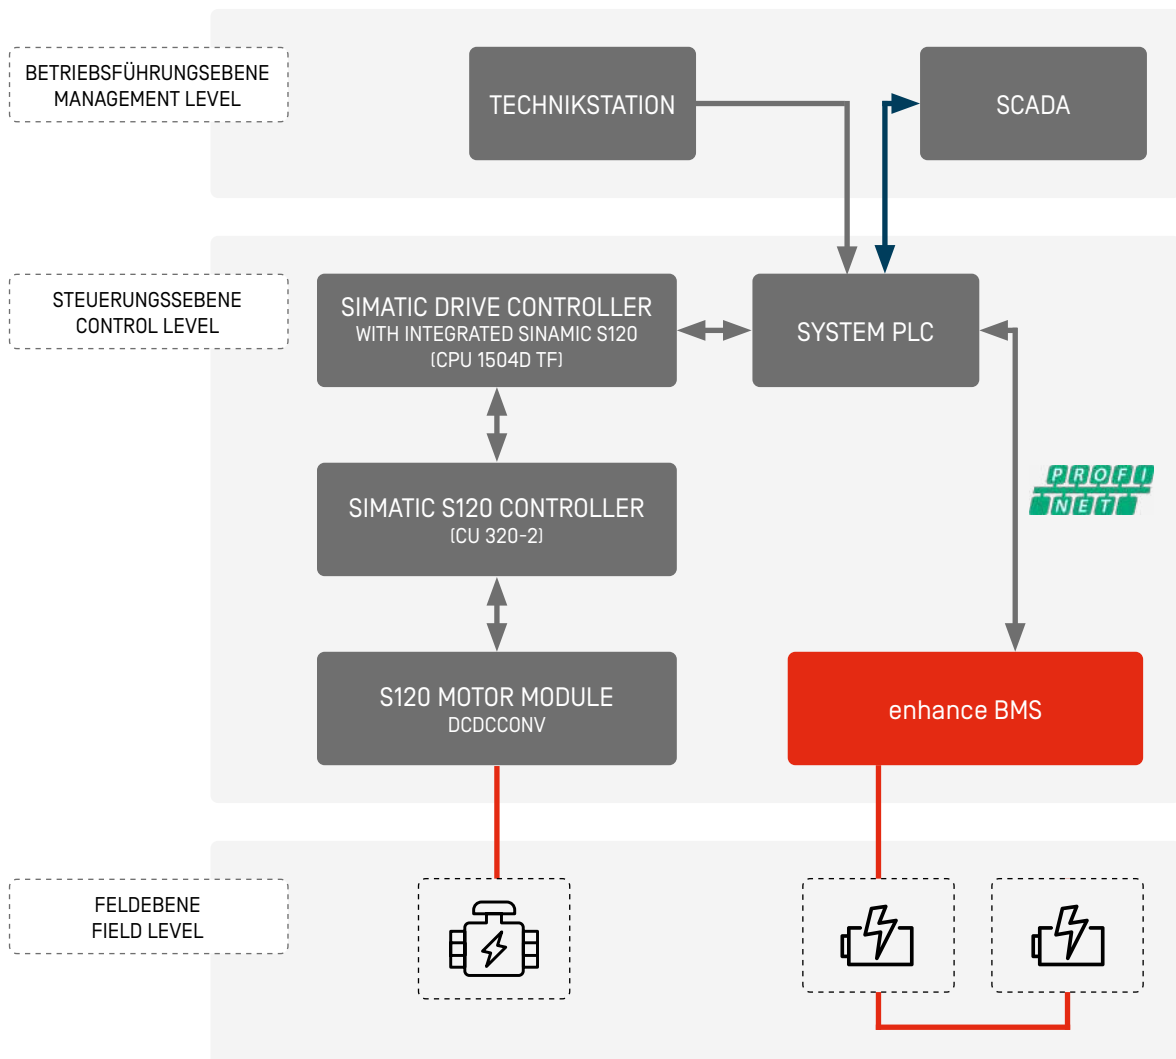 BETRIEBSFÜHRUNGSEBENE
MANAGEMENT LEVEL
TECHNIKSTATION
SCADA
STEUERUNGSSEBENE
CONTROL LEVEL
SIMATIC DRIVE CONTROLLER
WITH INTEGRATED SINAMIC S120
(CPU 1504D TF)
SYSTEM PLC
SIMATIC S120 CONTROLLER
(CU 320-2)
PROFI
NET
S120 MOTOR MODULE
DCDCCONV
enhance BMS
FELDEBENE
FIELD LEVEL